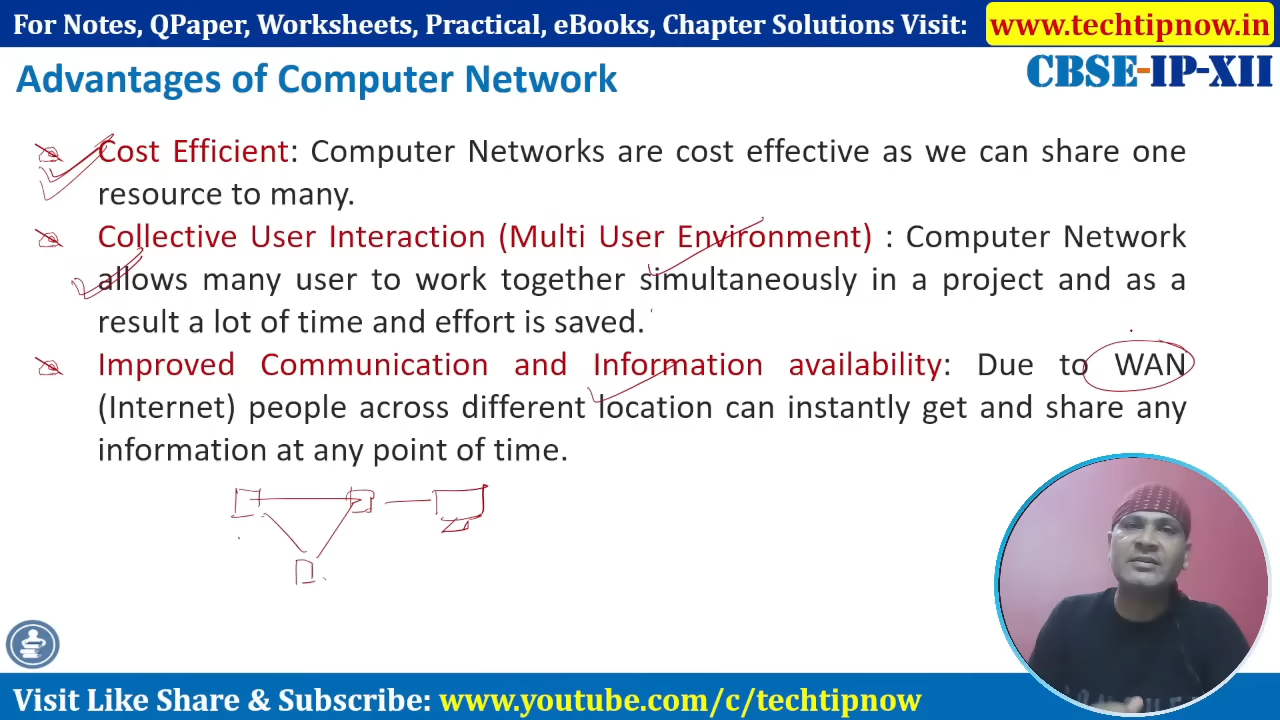 For Notes, QPaper, Worksheets, Practical, eBooks, Chapter Solutions Visit: www.techtipnow.in
Advantages of Computer Network
CBSE-IP-XII
Cost Efficient: Computer Networks are cost effective as we can share one
resource to many.
Collective User Interaction (Multi User Environment) : Computer Network
allows many user to work together simultaneously in a project and as a
result a lot of time and effort is saved.
Improved Communication and Information availability: Due to WAN
(Internet) people across different location can instantly get and share any
information at any point of time.
Visit Like Share & Subscribe: www.youtube.com/c/techtipnow